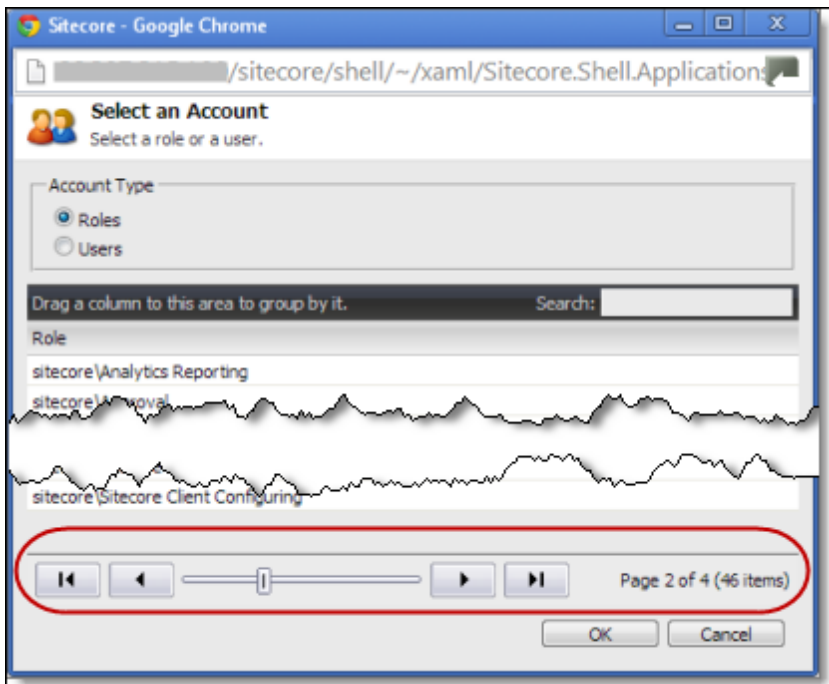 Sitecore - Google Chrome
/sitecore/shell/~/xaml/Sitecore.Shell.Applications
Select an Account
Select a role or a user.
Account Type
Roles
Users
Drag a column to this area to group by it. Search:
Role
sitecore\Analytics Reporting
sitecore\
sitecore\Sitecore Client Configuring
Page 2 of 4 (46 items)
OK Cancel